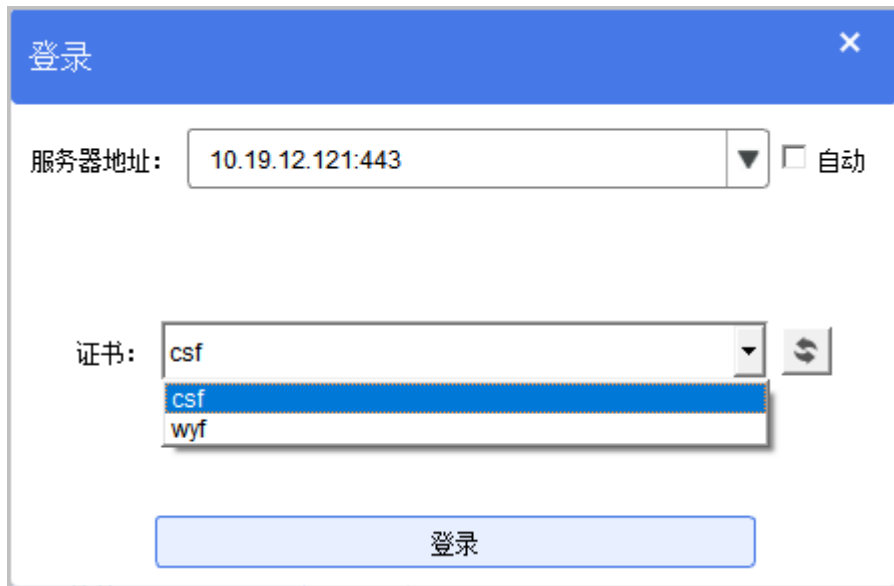 登录
服务器地址： 10.19.12.121:443 自动
证书： csf
csf
wyf
登录